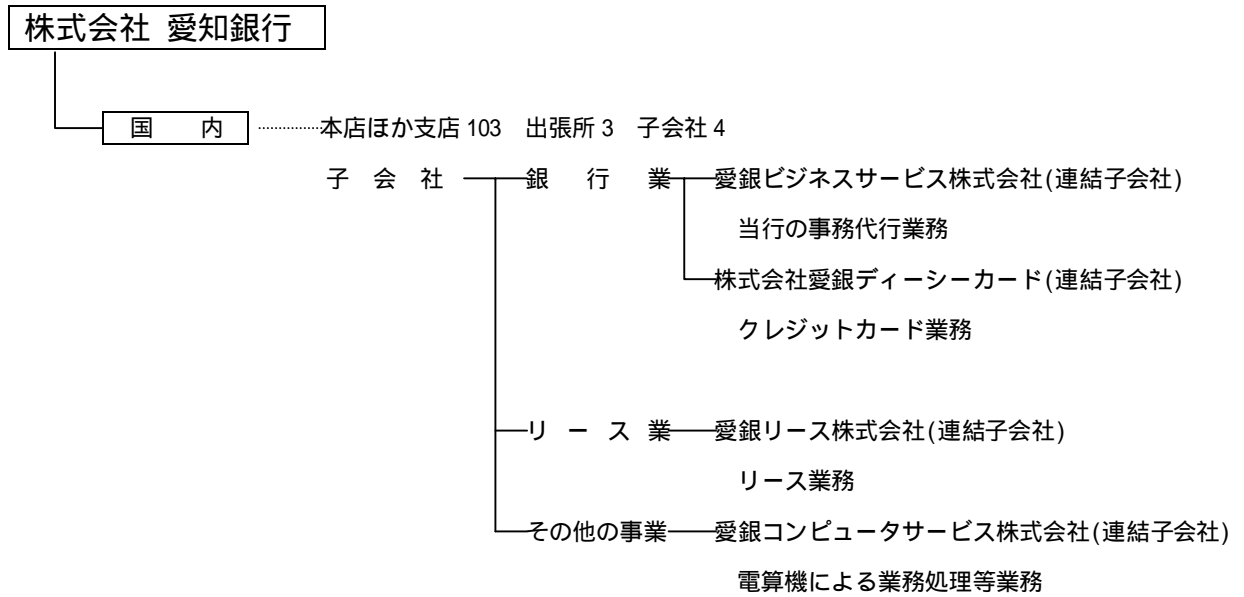 株式会社 愛知銀行
国 内 本店ほか支店 103 出張所 3 子会社 4
子 会 社 銀 行 業 愛銀ビジネスサービス株式会社(連結子会社)
当行の事務代行業務
株式会社愛銀ディーシーカード(連結子会社)
クレジットカード業務
リ ー ス 業 愛銀リース株式会社(連結子会社)
リース業務
その他の事業 愛銀コンピュータサービス株式会社(連結子会社)
電算機による業務処理等業務